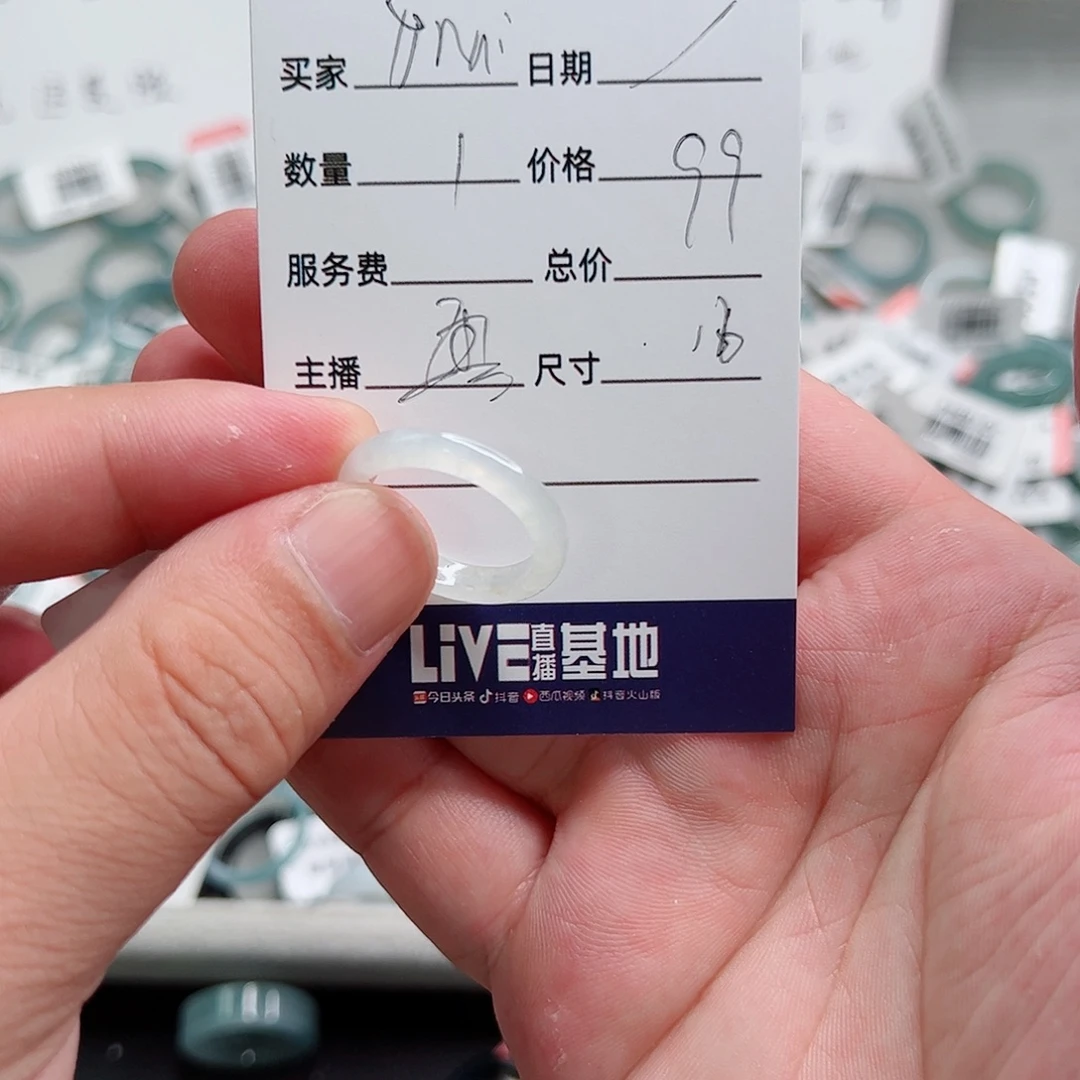 买家 日期 /
数量 1 价格 99
服务费 总价
主播 尺寸
LiVE直播基地
今日头条 抖音 西瓜视频 抖音火山版